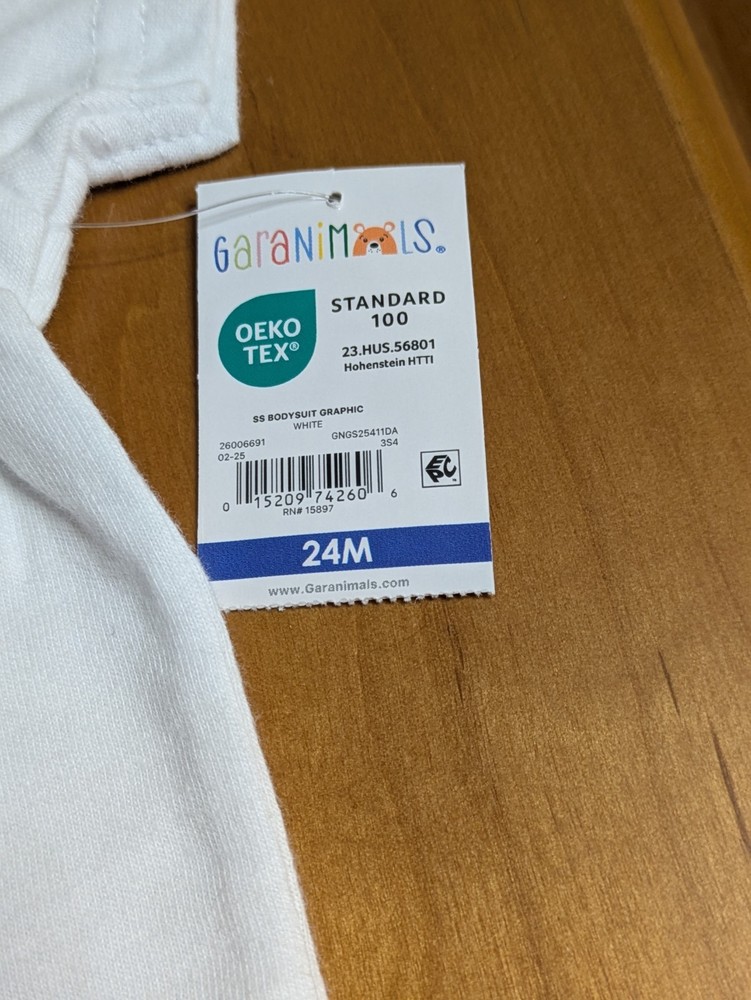 GaRaNiMALS®
OEKO
TEX®
STANDARD
100
23.HUS.56801
Hohenstein HTTI
SS BODYSUIT GRAPHIC
WHITE
26006691 GNGS25411DA
02-25 3S4
0 15209 74260 6
EPC™
RN# 15897
24M
www.Garanimals.com